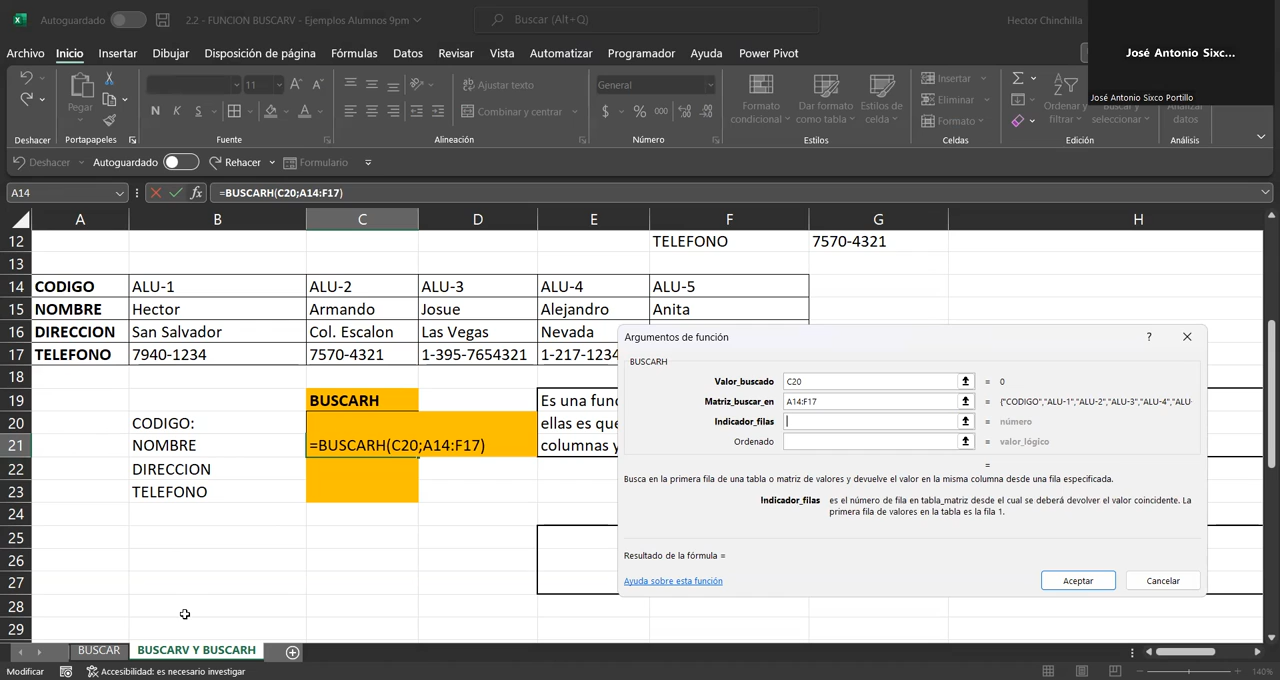 Autoguardado
2.2 - FUNCION BUSCARV - Ejemplos Alumnos 9pm
Buscar (Alt+Q)
Hector Chinchilla
José Antonio Sixc...
José Antonio Sixco Portillo
Archivo Inicio Insertar Dibujar Disposición de página Fórmulas Datos Revisar Vista Automatizar Programador Ayuda Power Pivot
Pegar
11
N K S
Ajustar texto
Combinar y centrar
General
$ % 000
Formato condicional
Dar formato como tabla
Estilos de celda
Insertar
Eliminar
Formato
Ordenar y filtrar
Buscar y seleccionar
Analizar datos
Deshacer Portapapeles Fuente Alineación Número Estilos Celdas Edición Análisis
Deshacer Autoguardado Rehacer Formulario
A14 fx =BUSCARH(C20;A14:F17)
A B C D E F G H
12 TELEFONO 7570-4321
13
14 CODIGO ALU-1 ALU-2 ALU-3 ALU-4 ALU-5
15 NOMBRE Hector Armando Josue Alejandro Anita
16 DIRECCION San Salvador Col. Escalon Las Vegas Nevada
17 TELEFONO 7940-1234 7570-4321 1-395-7654321 1-217-1234
18
19 BUSCARH Es una fun
20 CODIGO: ellas es que
21 NOMBRE =BUSCARH(C20;A14:F17) columnas y
22 DIRECCION
23 TELEFONO
24
25
26
27
28
29
Argumentos de función ?
BUSCARH
Valor_buscado C20 = 0
Matriz_buscar_en A14:F17 = {"CODIGO","ALU-1","ALU-2","ALU-3","ALU-4","ALU-
Indicador_filas = número
Ordenado = valor_lógico
=
Busca en la primera fila de una tabla o matriz de valores y devuelve el valor en la misma columna desde una fila especificada.
Indicador_filas es el número de fila en tabla_matriz desde el cual se deberá devolver el valor coincidente. La
primera fila de valores en la tabla es la fila 1.
Resultado de la fórmula =
Ayuda sobre esta función
Aceptar Cancelar
BUSCAR BUSCARV Y BUSCARH
Modificar Accesibilidad: es necesario investigar 140%